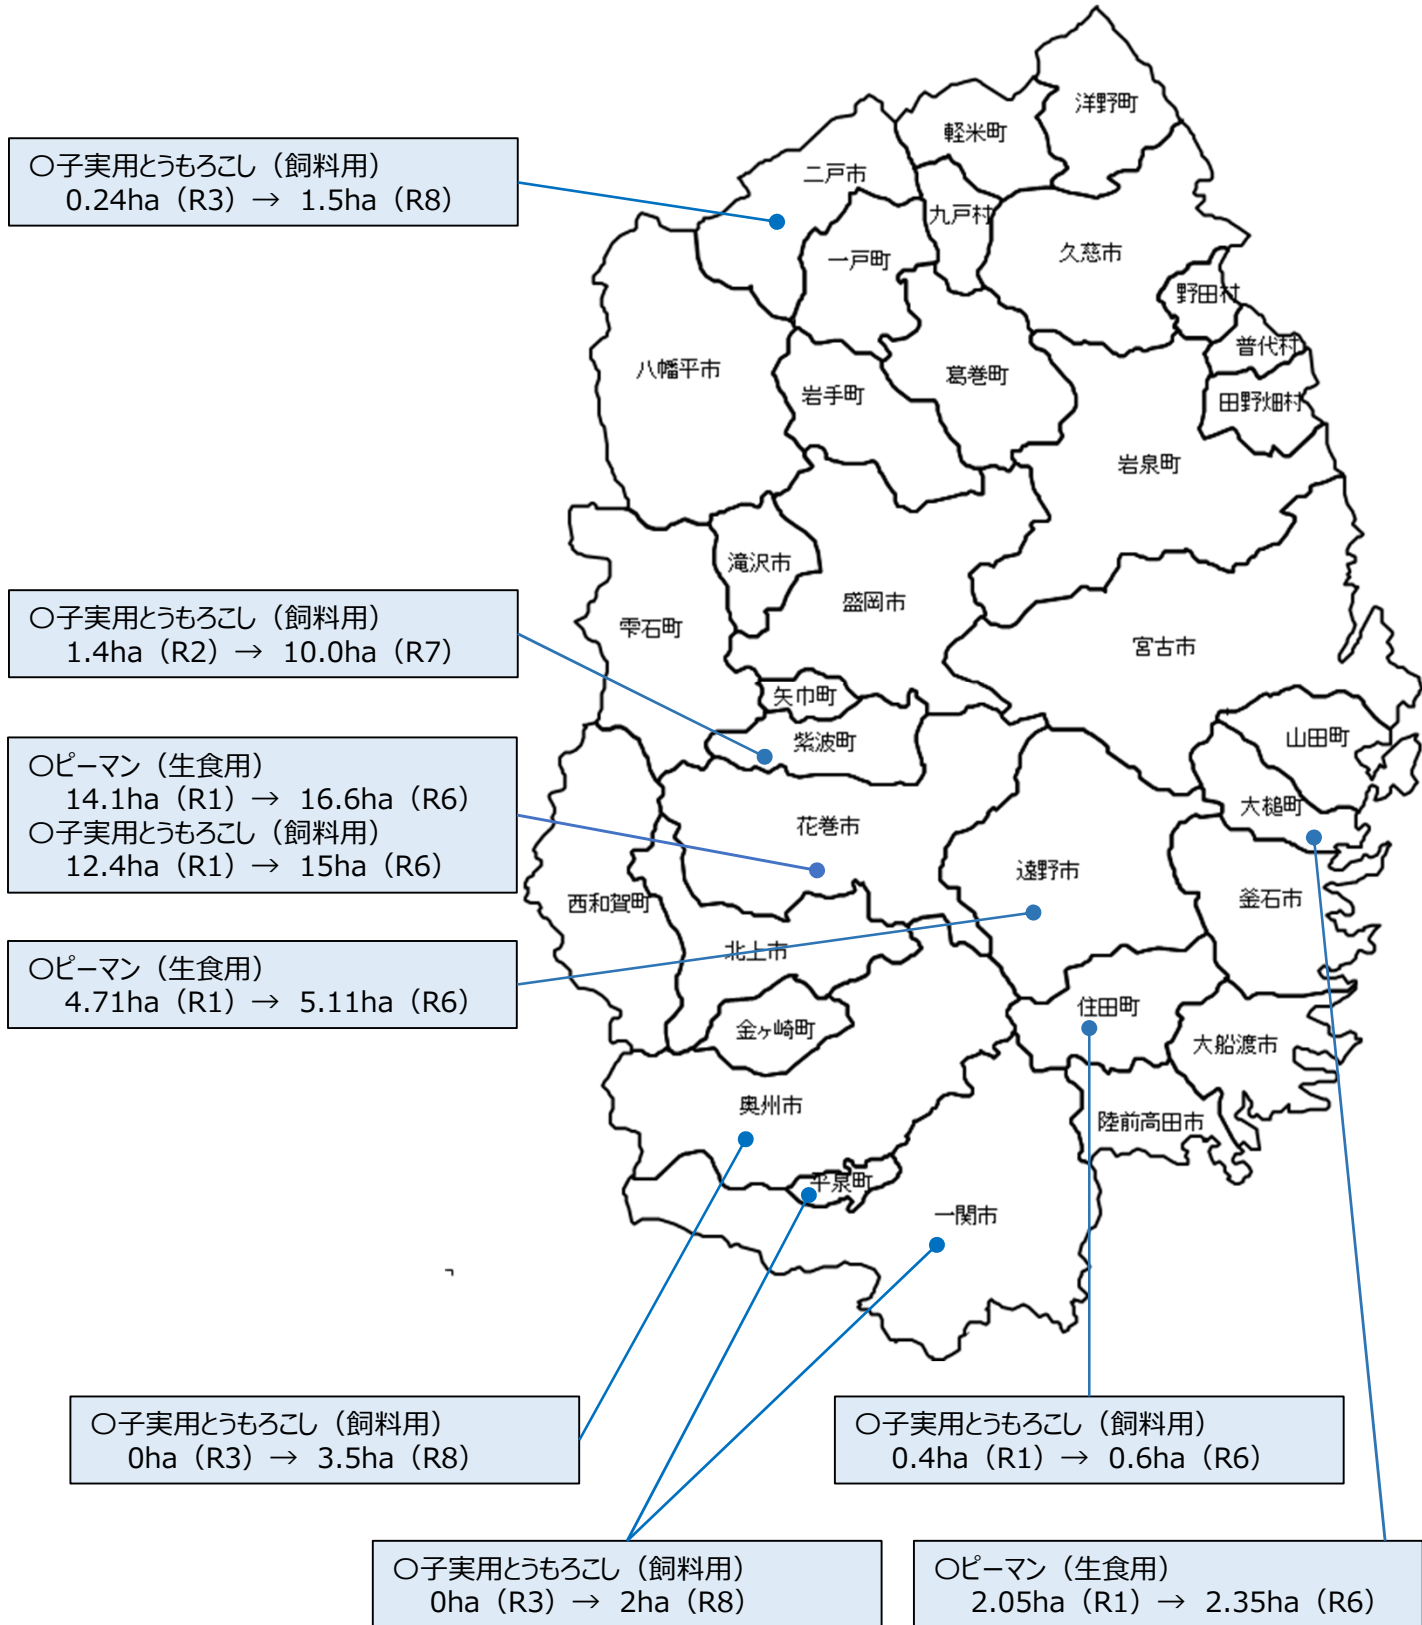 洋野町
軽米町
二戸市
九戸村
一戸町
久慈市
野田村
普代村
八幡平市
岩手町
葛巻町
田野畑村
岩泉町
滝沢市
盛岡市
雫石町
宮古市
矢巾町
紫波町
山田町
大槌町
花巻市
遠野市
西和賀町
釜石市
北上市
住田町
金ヶ崎町
大船渡市
奥州市
陸前高田市
平泉町
一関市
〇子実用とうもろこし（飼料用）
0.24ha（R3）→ 1.5ha（R8）
〇子実用とうもろこし（飼料用）
1.4ha（R2）→ 10.0ha（R7）
〇ピーマン（生食用）
14.1ha（R1）→ 16.6ha（R6）
〇子実用とうもろこし（飼料用）
12.4ha（R1）→ 15ha（R6）
〇ピーマン（生食用）
4.71ha（R1）→ 5.11ha（R6）
〇子実用とうもろこし（飼料用）
0ha（R3）→ 3.5ha（R8）
〇子実用とうもろこし（飼料用）
0.4ha（R1）→ 0.6ha（R6）
〇子実用とうもろこし（飼料用）
0ha（R3）→ 2ha（R8）
〇ピーマン（生食用）
2.05ha（R1）→ 2.35ha（R6）